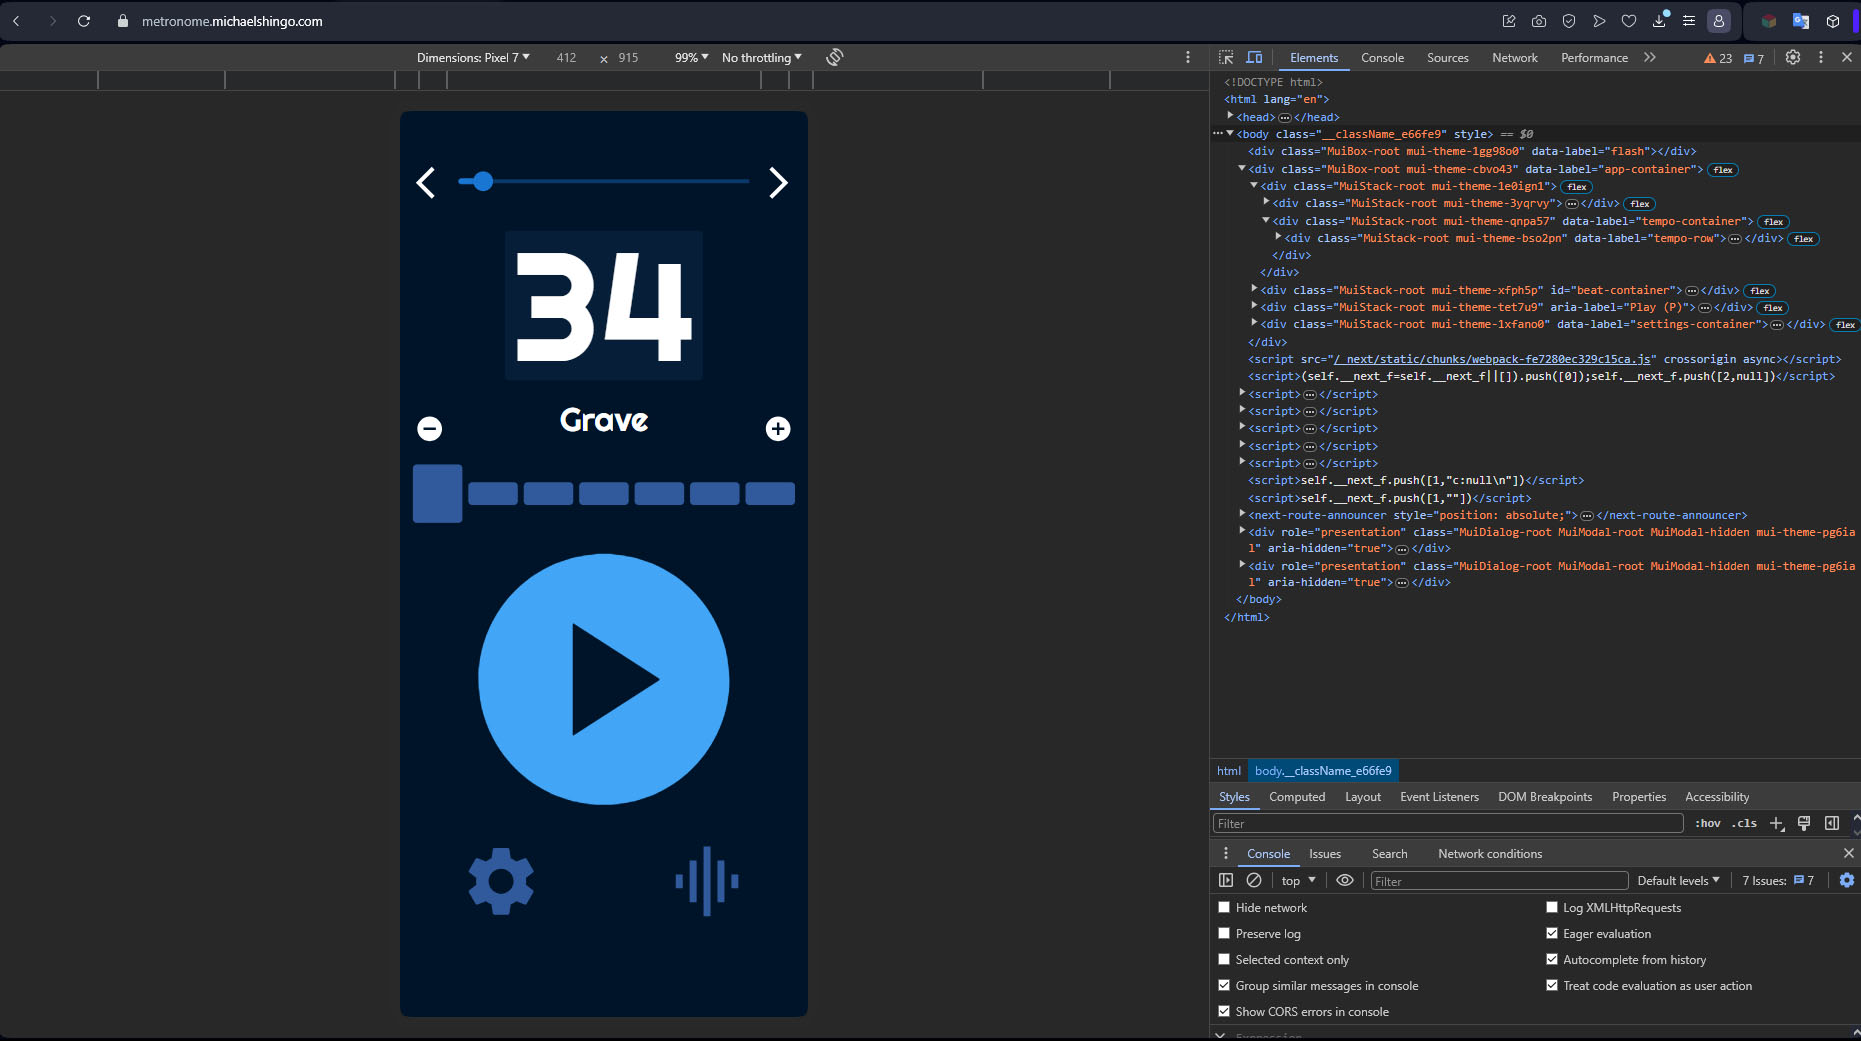 metronome.michaelshingo.com
Dimensions: Pixel 7 412 x 915 99% No throttling
Elements Console Sources Network Performance 23 7
<!DOCTYPE html>
<html lang="en">
<head></head>
<body class="__className_e66fe9" style> == $0
<div class="MuiBox-root mui-theme-1gg98o0" data-label="flash"></div>
<div class="MuiBox-root mui-theme-cbvo43" data-label="app-container"> flex
<div class="MuiStack-root mui-theme-1e0ign1"> flex
<div class="MuiStack-root mui-theme-3yqrvy"></div> flex
<div class="MuiStack-root mui-theme-qnpa57" data-label="tempo-container"> flex
<div class="MuiStack-root mui-theme-bso2pn" data-label="tempo-row"></div> flex
</div>
</div>
<div class="MuiStack-root mui-theme-xfph5p" id="beat-container"></div> flex
<div class="MuiStack-root mui-theme-tet7u9" aria-label="Play (P)"></div> flex
<div class="MuiStack-root mui-theme-1xfano0" data-label="settings-container"></div> flex
</div>
<script src="/_next/static/chunks/webpack-fe7280ec329c15ca.js" crossorigin async></script>
<script>(self.__next_f=self.__next_f||[]).push([0]);self.__next_f.push([2,null])</script>
<script></script>
<script></script>
<script></script>
<script></script>
<script></script>
<script>self.__next_f.push([1,"c:null\n"])</script>
<script>self.__next_f.push([1,""])</script>
<next-route-announcer style="position: absolute;"></next-route-announcer>
<div role="presentation" class="MuiDialog-root MuiModal-root MuiModal-hidden mui-theme-pg6ia
l" aria-hidden="true"></div>
<div role="presentation" class="MuiDialog-root MuiModal-root MuiModal-hidden mui-theme-pg6ia
l" aria-hidden="true"></div>
</body>
</html>
34
Grave
html body.__className_e66fe9
Styles Computed Layout Event Listeners DOM Breakpoints Properties Accessibility
Filter :hov .cls
Console Issues Search Network conditions
top Filter Default levels 7 Issues: 7
Hide network Log XMLHttpRequests
Preserve log Eager evaluation
Selected context only Autocomplete from history
Group similar messages in console Treat code evaluation as user action
Show CORS errors in console